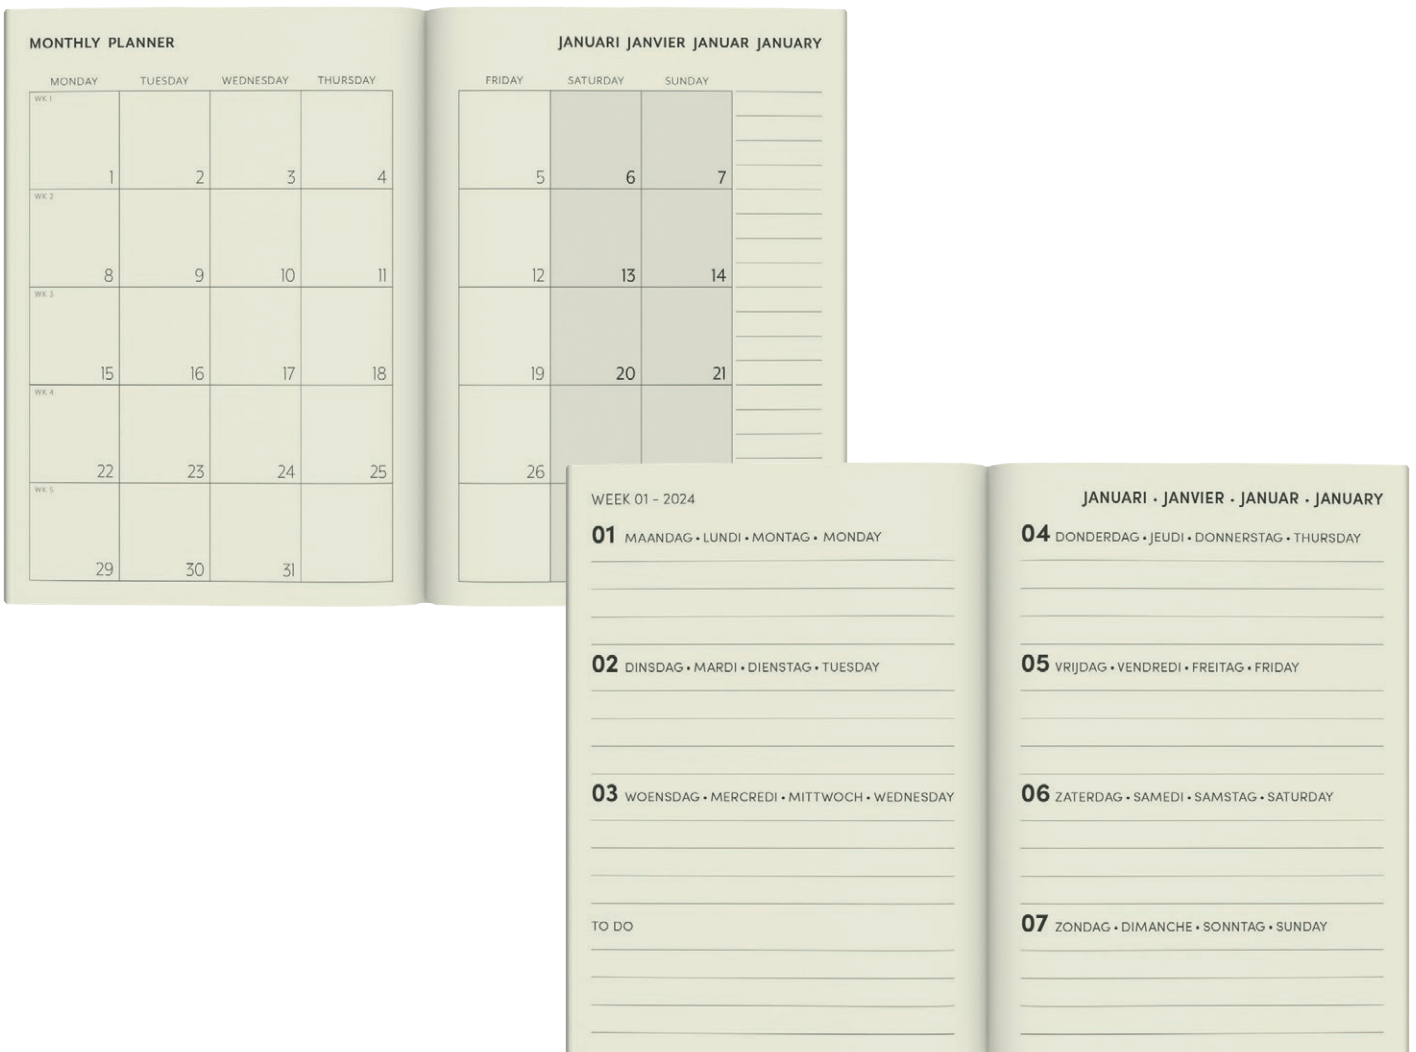 MONTHLY PLANNER
JANUARI JANVIER JANUAR JANUARY
MONDAY TUESDAY WEDNESDAY THURSDAY FRIDAY SATURDAY SUNDAY
WK 1
1 2 3 4 5 6 7
WK 2
8 9 10 11 12 13 14
WK 3
15 16 17 18 19 20 21
WK 4
22 23 24 25 26
WK 5
29 30 31
WEEK 01 - 2024
JANUARI • JANVIER • JANUAR • JANUARY
01 MAANDAG • LUNDI • MONTAG • MONDAY
02 DINSDAG • MARDI • DIENSTAG • TUESDAY
03 WOENSDAG • MERCREDI • MITTWOCH • WEDNESDAY
TO DO
04 DONDERDAG • JEUDI • DONNERSTAG • THURSDAY
05 VRIJDAG • VENDREDI • FREITAG • FRIDAY
06 ZATERDAG • SAMEDI • SAMSTAG • SATURDAY
07 ZONDAG • DIMANCHE • SONNTAG • SUNDAY